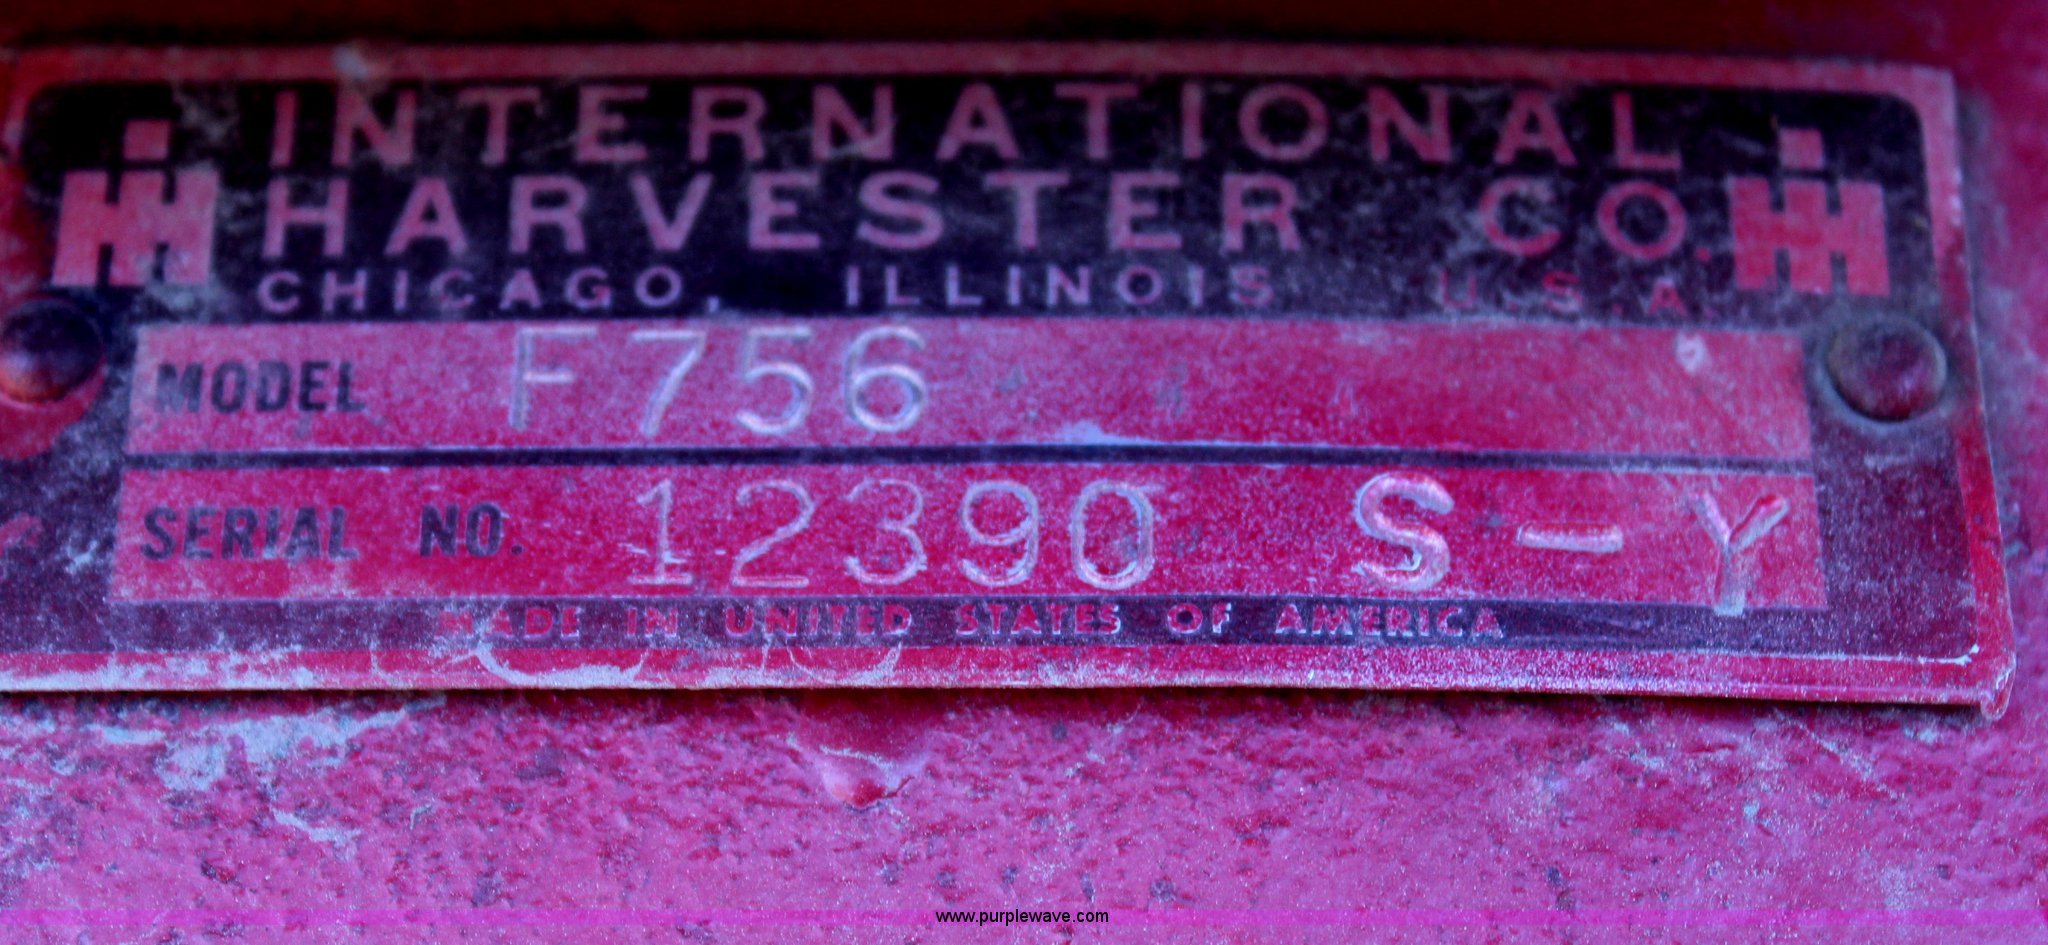 INTERNATIONAL
HARVESTER CO.
CHICAGO, ILLINOIS U.S.A.
MODEL F756
SERIAL NO. 12390 S-Y
MADE IN UNITED STATES OF AMERICA
www.purplewave.com